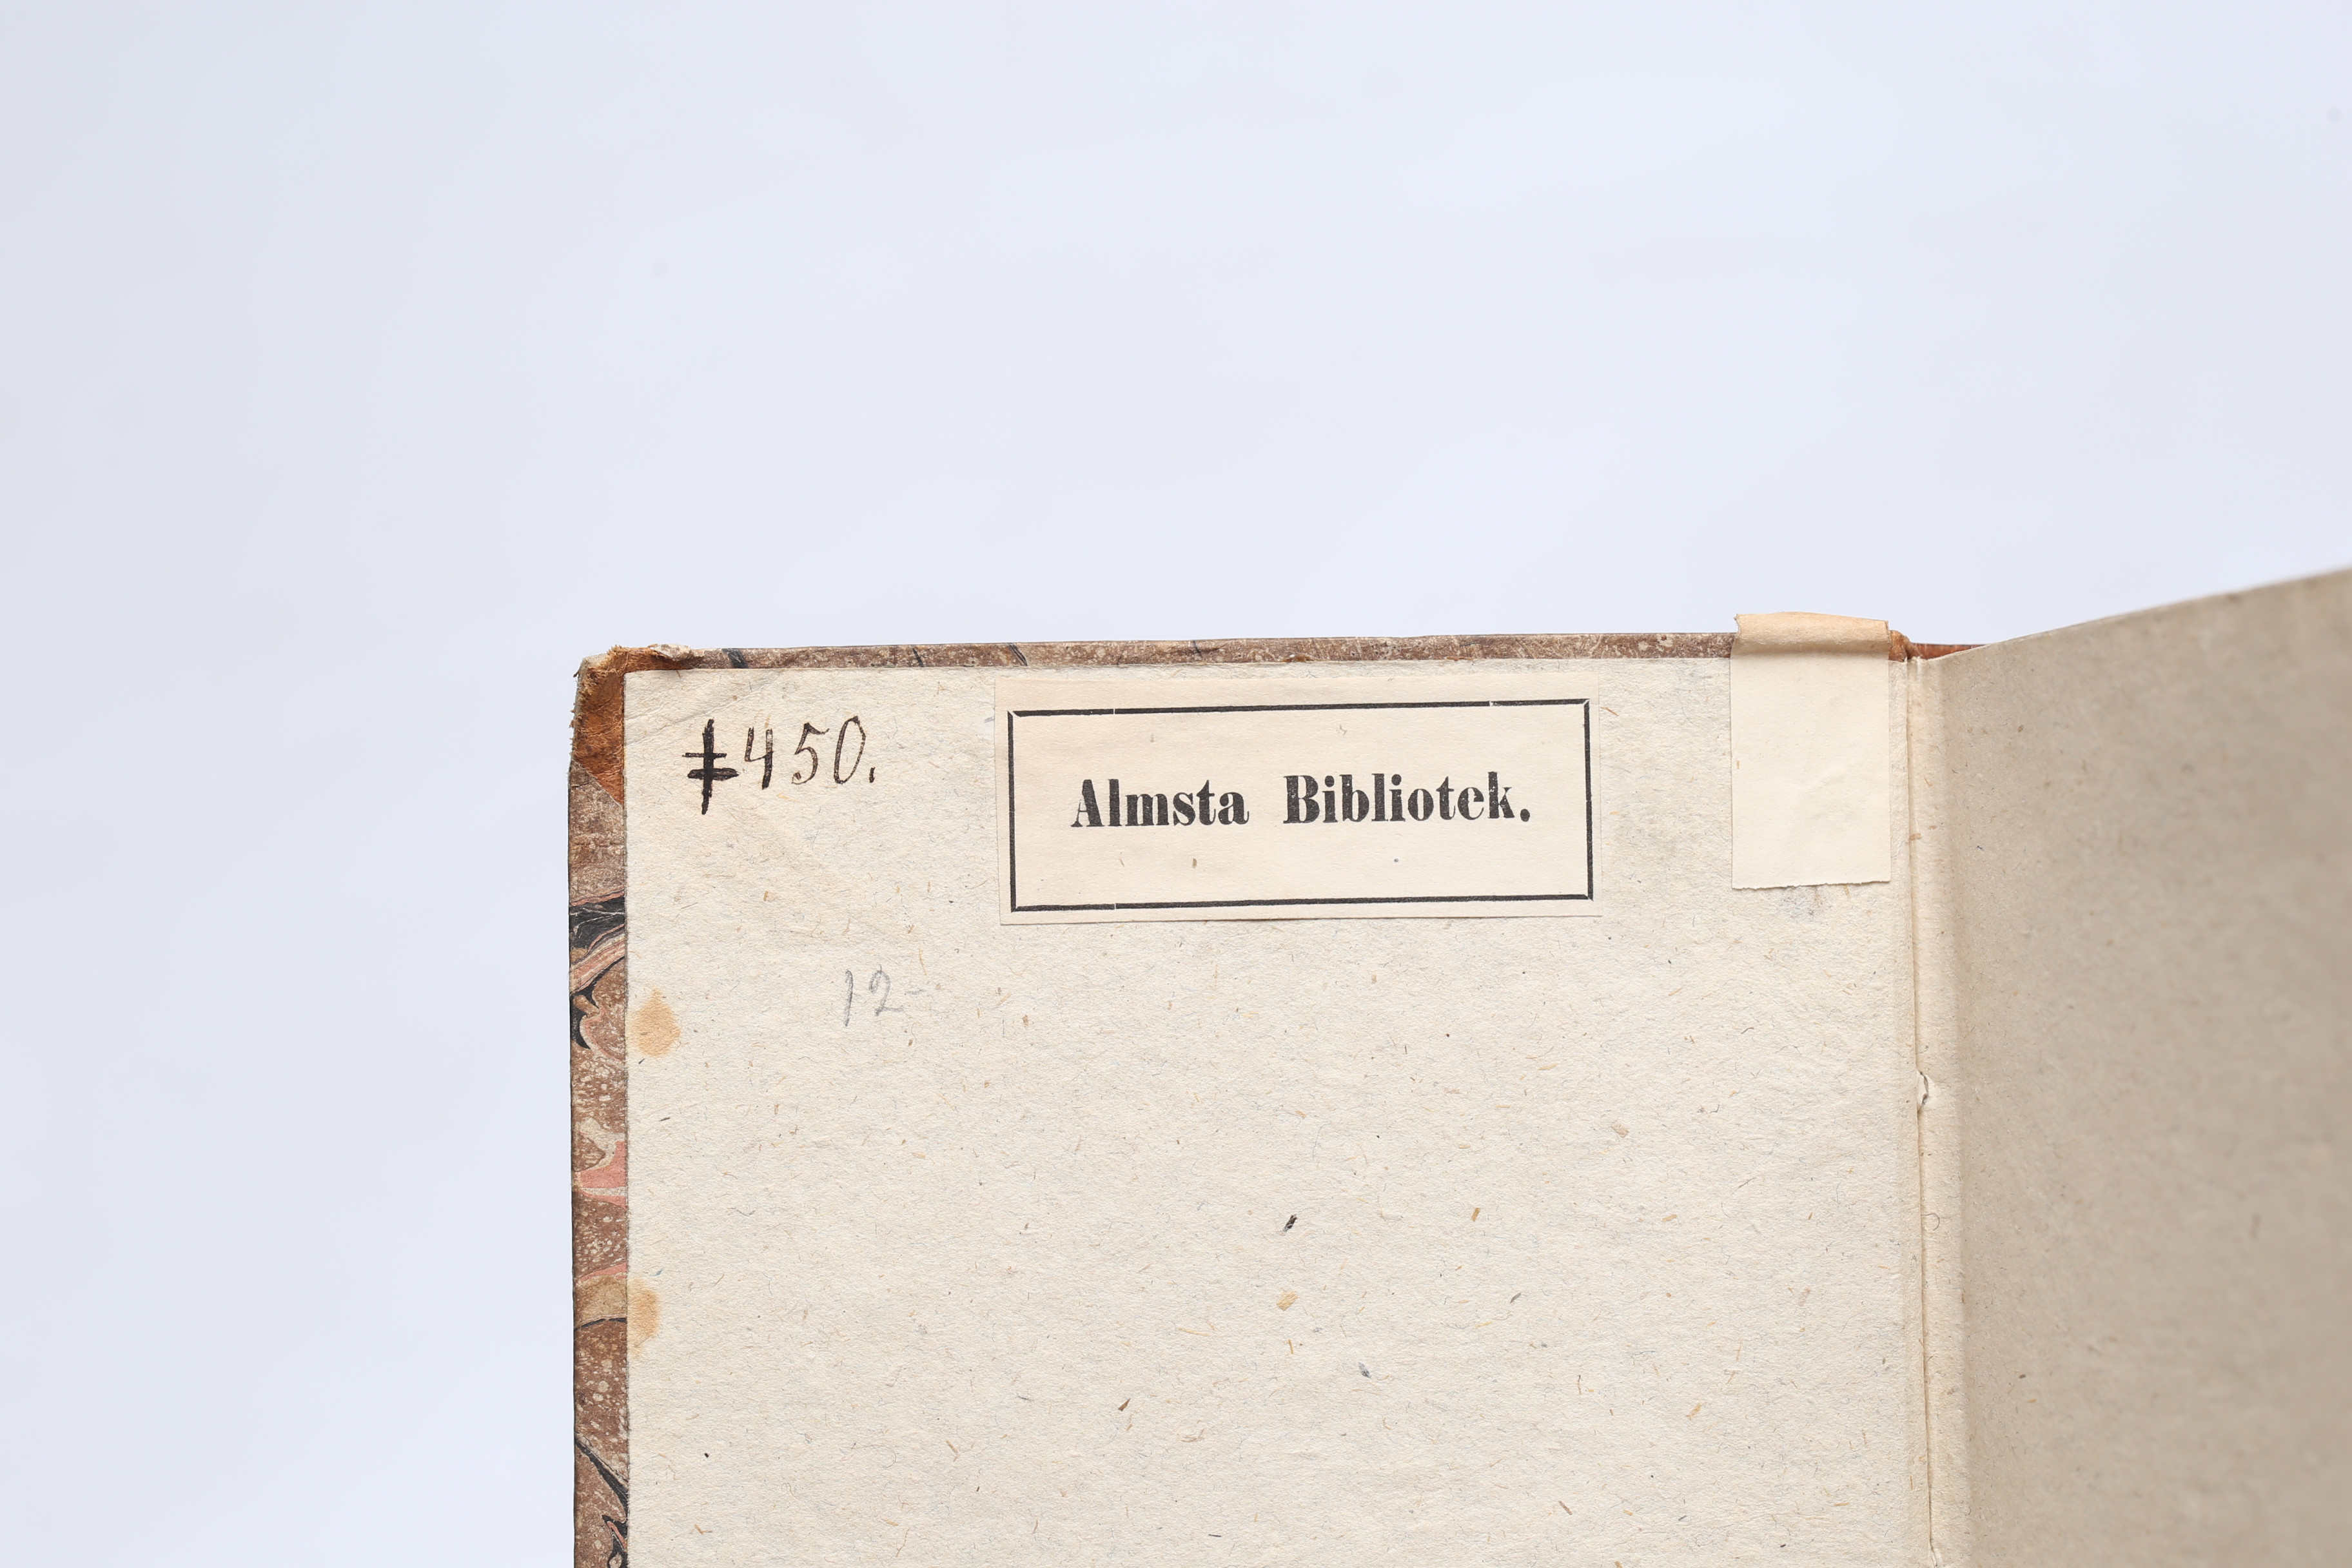 ‡450.
Almsta Bibliotek.
12-